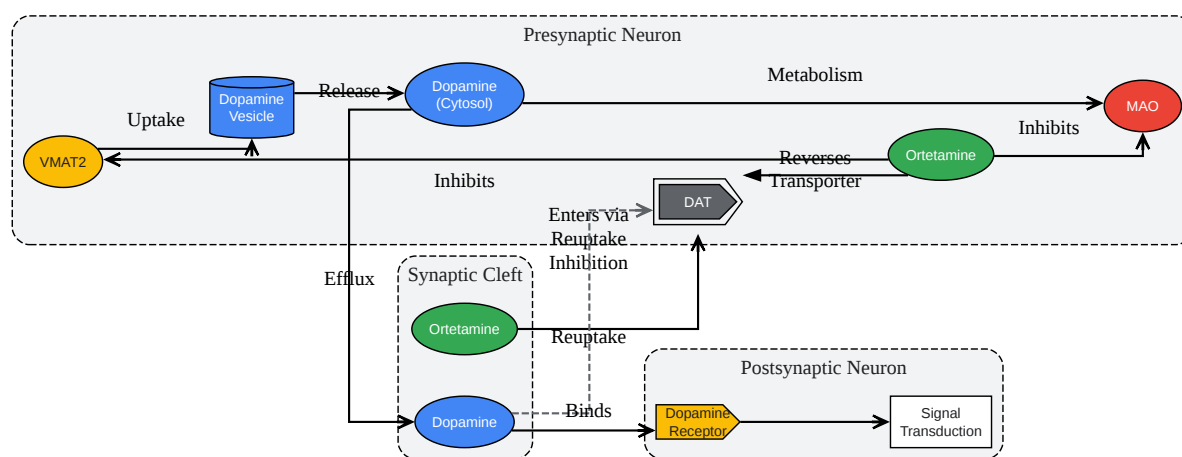 Presynaptic Neuron
Dopamine
Vesicle
Release
Dopamine
(Cytosol)
Metabolism
MAO
Uptake
VMAT2
Inhibits
Ortetamine
Inhibits
Reverses
Transporter
DAT
Enters via
Reuptake
Inhibition
Efflux
Synaptic Cleft
Ortetamine
Reuptake
Dopamine
Binds
Postsynaptic Neuron
Dopamine
Receptor
Signal
Transduction